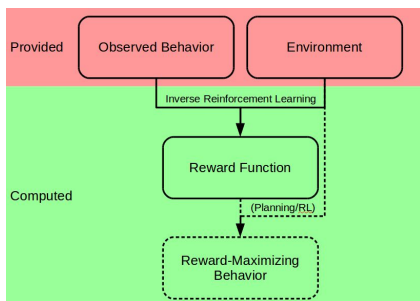 Provided
Observed Behavior
Environment
Inverse Reinforcement Learning
Reward Function
Computed
(Planning/RL)
Reward-Maximizing
Behavior